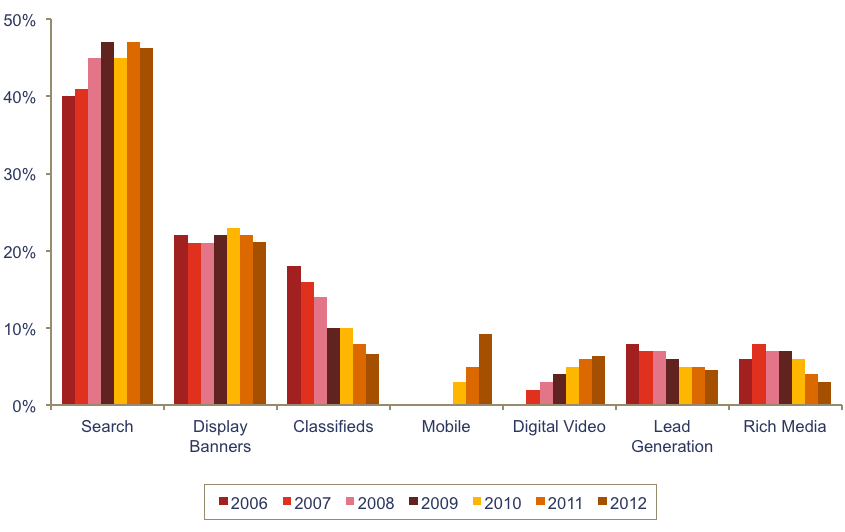 50%
40%
30%
20%
10%
0%
Search
Display
Banners
Classifieds
Mobile
Digital Video
Lead
Generation
Rich Media
2006 2007 2008 2009 2010 2011 2012